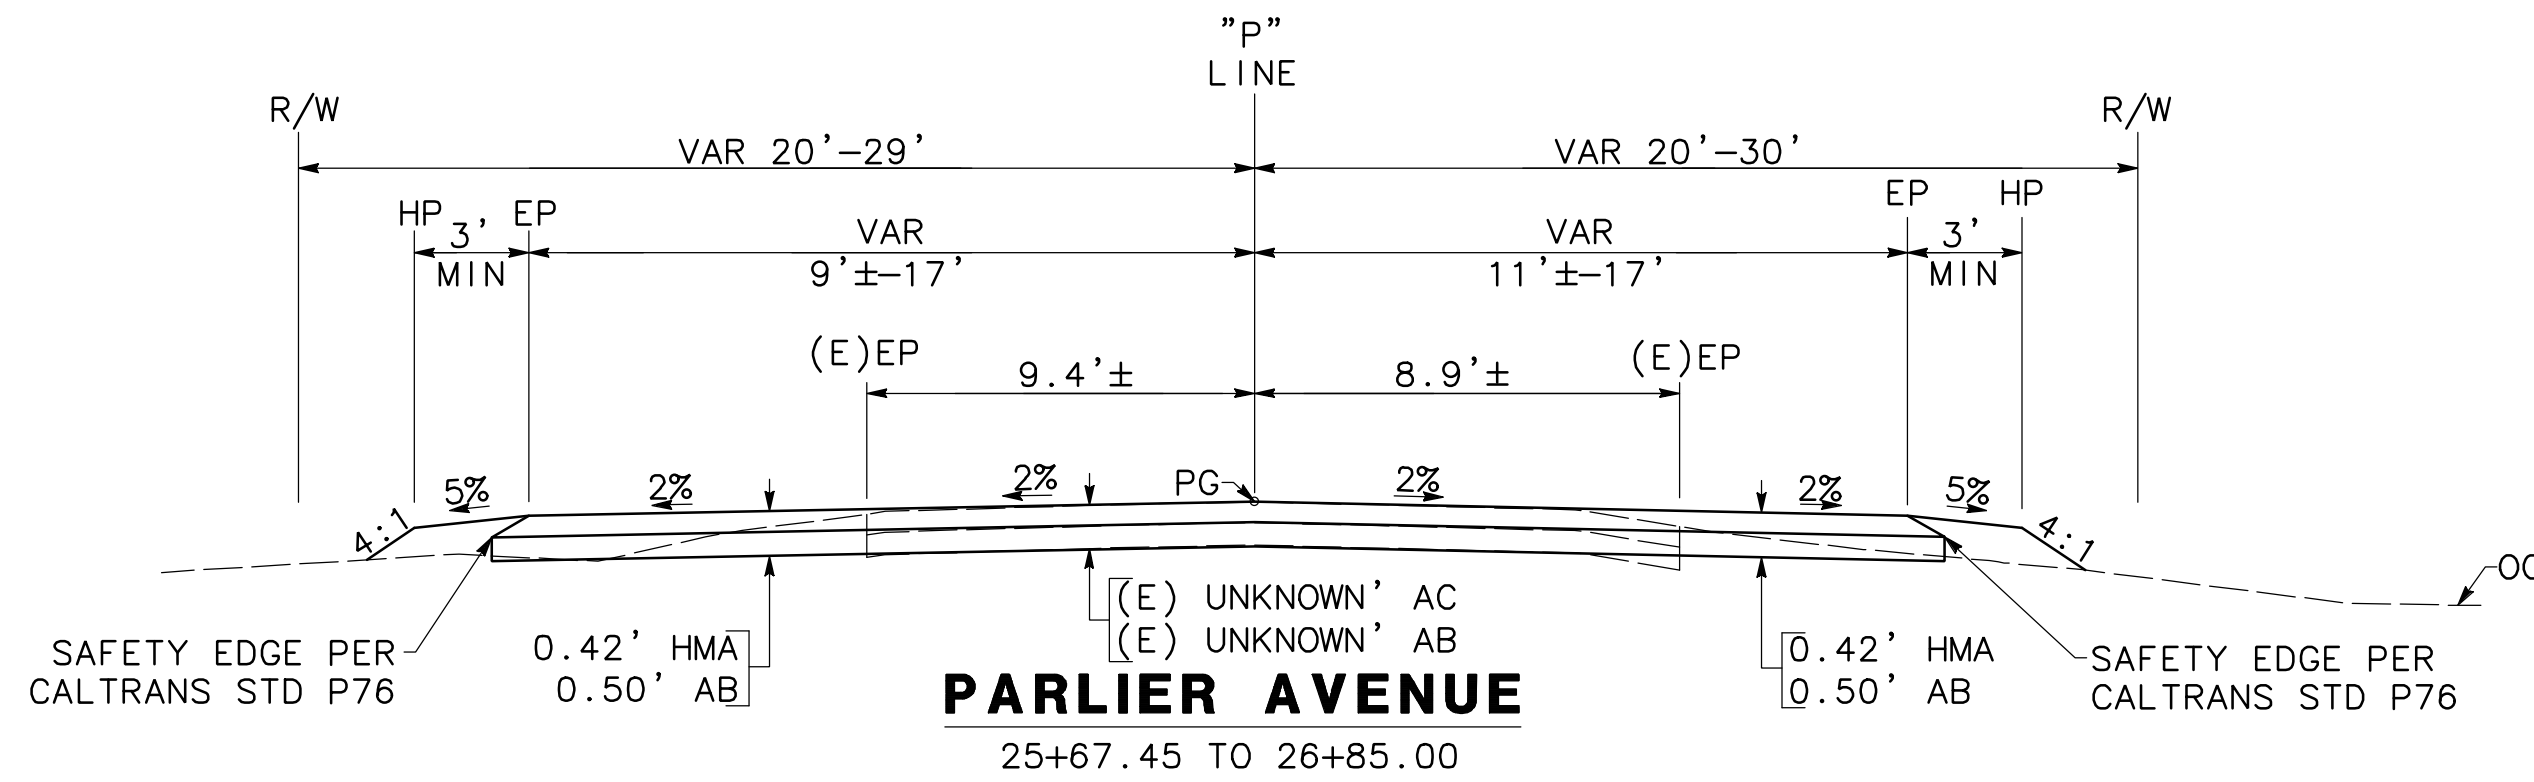 "P"
LINE
R/W
R/W
VAR 20'-29'
VAR 20'-30'
HP
3'
MIN
EP
VAR
9'±-17'
VAR
11'±-17'
EP
3'
MIN
HP
(E)EP
9.4'±
8.9'±
(E)EP
4:1
5%
2%
2%
PG
2%
2%
5%
4:1
SAFETY EDGE PER
CALTRANS STD P76
0.42' HMA
0.50' AB
(E) UNKNOWN' AC
(E) UNKNOWN' AB
0.42' HMA
0.50' AB
SAFETY EDGE PER
CALTRANS STD P76
PARLIER AVENUE
25+67.45 TO 26+85.00